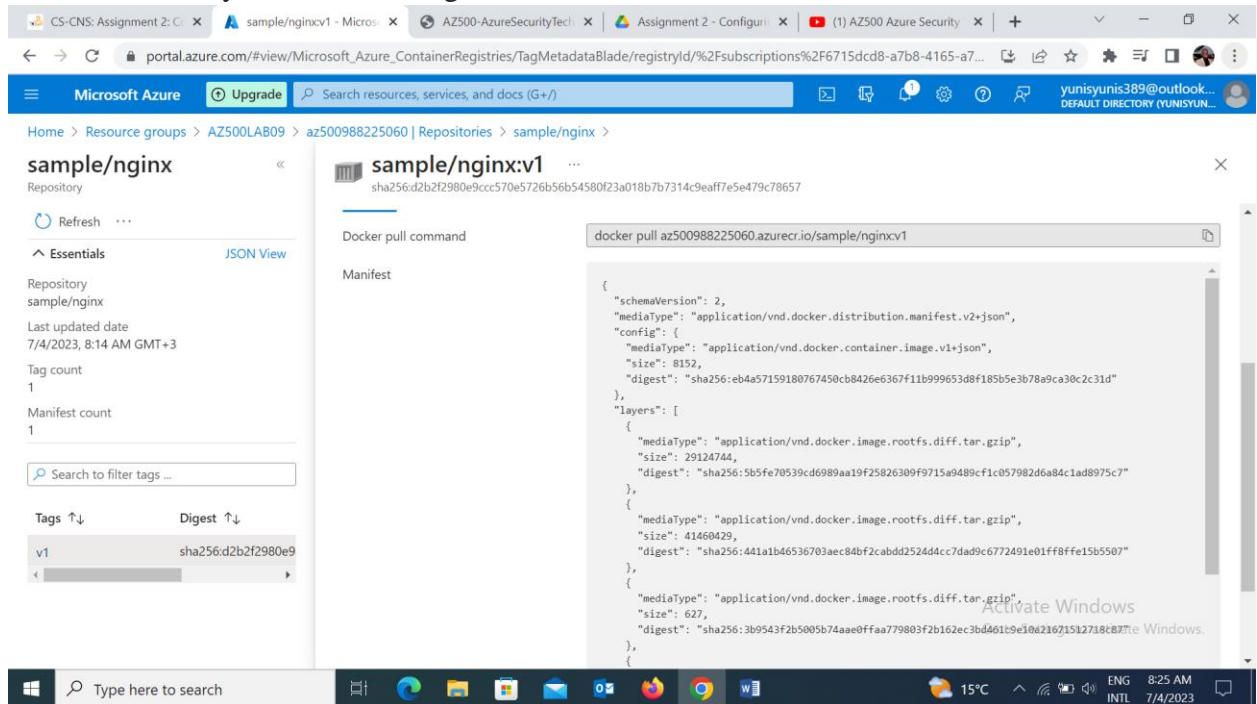 CS-CNS: Assignment 2: Co
sample/nginx:v1 - Micros
AZ500-AzureSecurityTech
Assignment 2 - Configuri
(1) AZ500 Azure Security
portal.azure.com/#view/Microsoft_Azure_ContainerRegistries/TagMetadataBlade/registryId/%2Fsubscriptions%2F6715dcd8-a7b8-4165-a7...
Microsoft Azure
Upgrade
Search resources, services, and docs (G+/)
1
yunisyunis389@outlook...
DEFAULT DIRECTORY (YUNISYUN...
Home > Resource groups > AZ500LAB09 > az500988225060 | Repositories > sample/nginx >
sample/nginx
Repository
Refresh ...
Essentials
JSON View
Repository
sample/nginx
Last updated date
7/4/2023, 8:14 AM GMT+3
Tag count
1
Manifest count
1
Search to filter tags ...
Tags ↑↓ Digest ↑↓
v1 sha256:d2b2f2980e9
sample/nginx:v1 ...
sha256:d2b2f2980e9ccc570e5726b56b54580f23a018b7b7314c9eaff7e5e479c78657
Docker pull command
docker pull az500988225060.azurecr.io/sample/nginx:v1
Manifest
{
"schemaVersion": 2,
"mediaType": "application/vnd.docker.distribution.manifest.v2+json",
"config": {
"mediaType": "application/vnd.docker.container.image.v1+json",
"size": 8152,
"digest": "sha256:eb4a57159180767450cb8426e6367f11b999653d8f185b5e3b78a9ca30c2c31d"
},
"layers": [
{
"mediaType": "application/vnd.docker.image.rootfs.diff.tar.gzip",
"size": 29124744,
"digest": "sha256:5b5fe70539cd6989aa19f25826309f9715a9489cf1c057982d6a84c1ad8975c7"
},
{
"mediaType": "application/vnd.docker.image.rootfs.diff.tar.gzip",
"size": 41460429,
"digest": "sha256:441a1b46536703aec84bf2cabdd2524d4cc7dad9c6772491e01ff8ffe15b5507"
},
{
"mediaType": "application/vnd.docker.image.rootfs.diff.tar.gzip",
"size": 627,
"digest":
},
{
Activate Windows
Type here to search
15°C
ENG
INTL
8:25 AM
7/4/2023